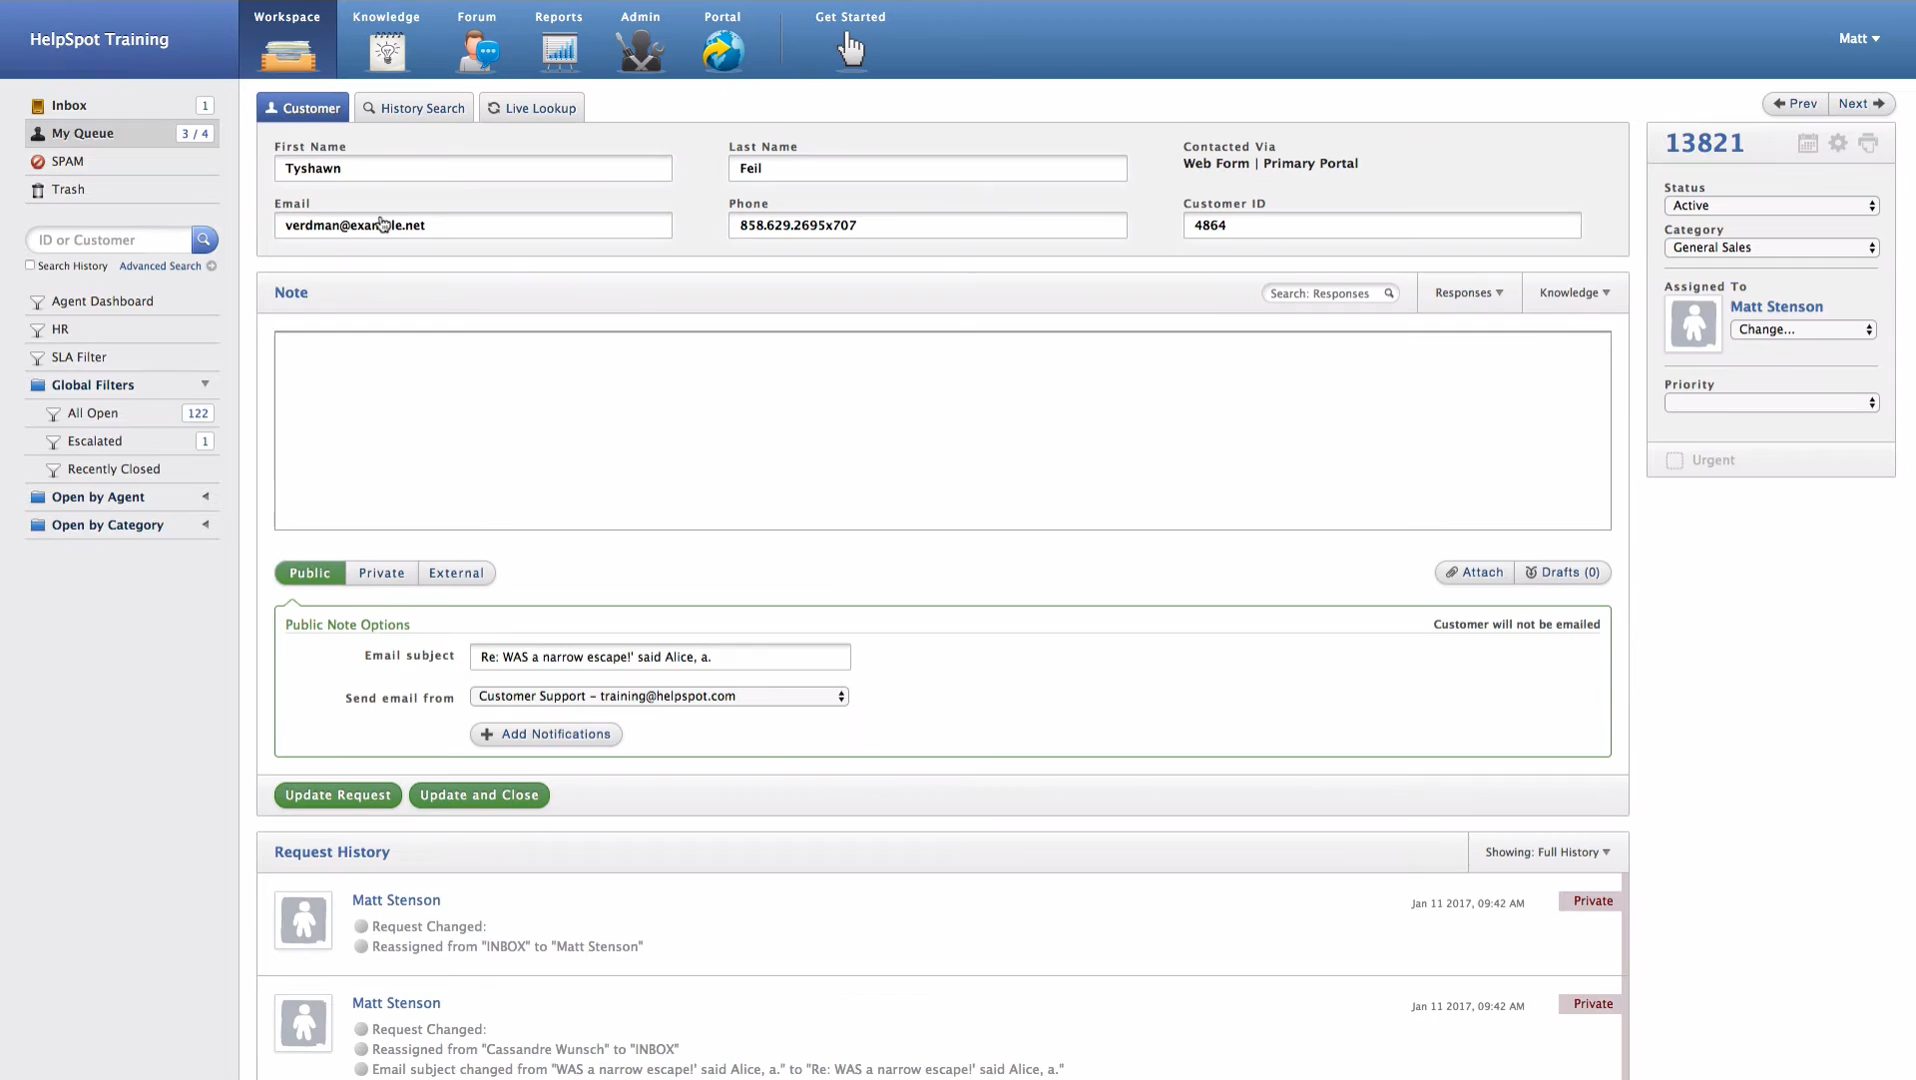 HelpSpot Training
Workspace
Knowledge
Forum
Reports
Admin
Portal
Get Started
Matt
Inbox 1
My Queue 3 / 4
SPAM
Trash
ID or Customer
Search History Advanced Search
Agent Dashboard
HR
SLA Filter
Global Filters
All Open 122
Escalated 1
Recently Closed
Open by Agent
Open by Category
Customer
History Search
Live Lookup
Prev
Next
First Name
Tyshawn
Last Name
Feil
Contacted Via
Web Form | Primary Portal
Email
verdman@example.net
Phone
858.629.2695x707
Customer ID
4864
Note
Search: Responses
Responses
Knowledge
Public
Private
External
Attach
Drafts (0)
Public Note Options
Customer will not be emailed
Email subject
Re: WAS a narrow escape!' said Alice, a.
Send email from
Customer Support – training@helpspot.com
Add Notifications
Update Request
Update and Close
Request History
Showing: Full History
Matt Stenson
Jan 11 2017, 09:42 AM
Private
Request Changed:
Reassigned from "INBOX" to "Matt Stenson"
Matt Stenson
Jan 11 2017, 09:42 AM
Private
Request Changed:
Reassigned from "Cassandre Wunsch" to "INBOX"
Email subject changed from "WAS a narrow escape!' said Alice, a." to "Re: WAS a narrow escape!' said Alice, a."
13821
Status
Active
Category
General Sales
Assigned To
Matt Stenson
Change...
Priority
Urgent